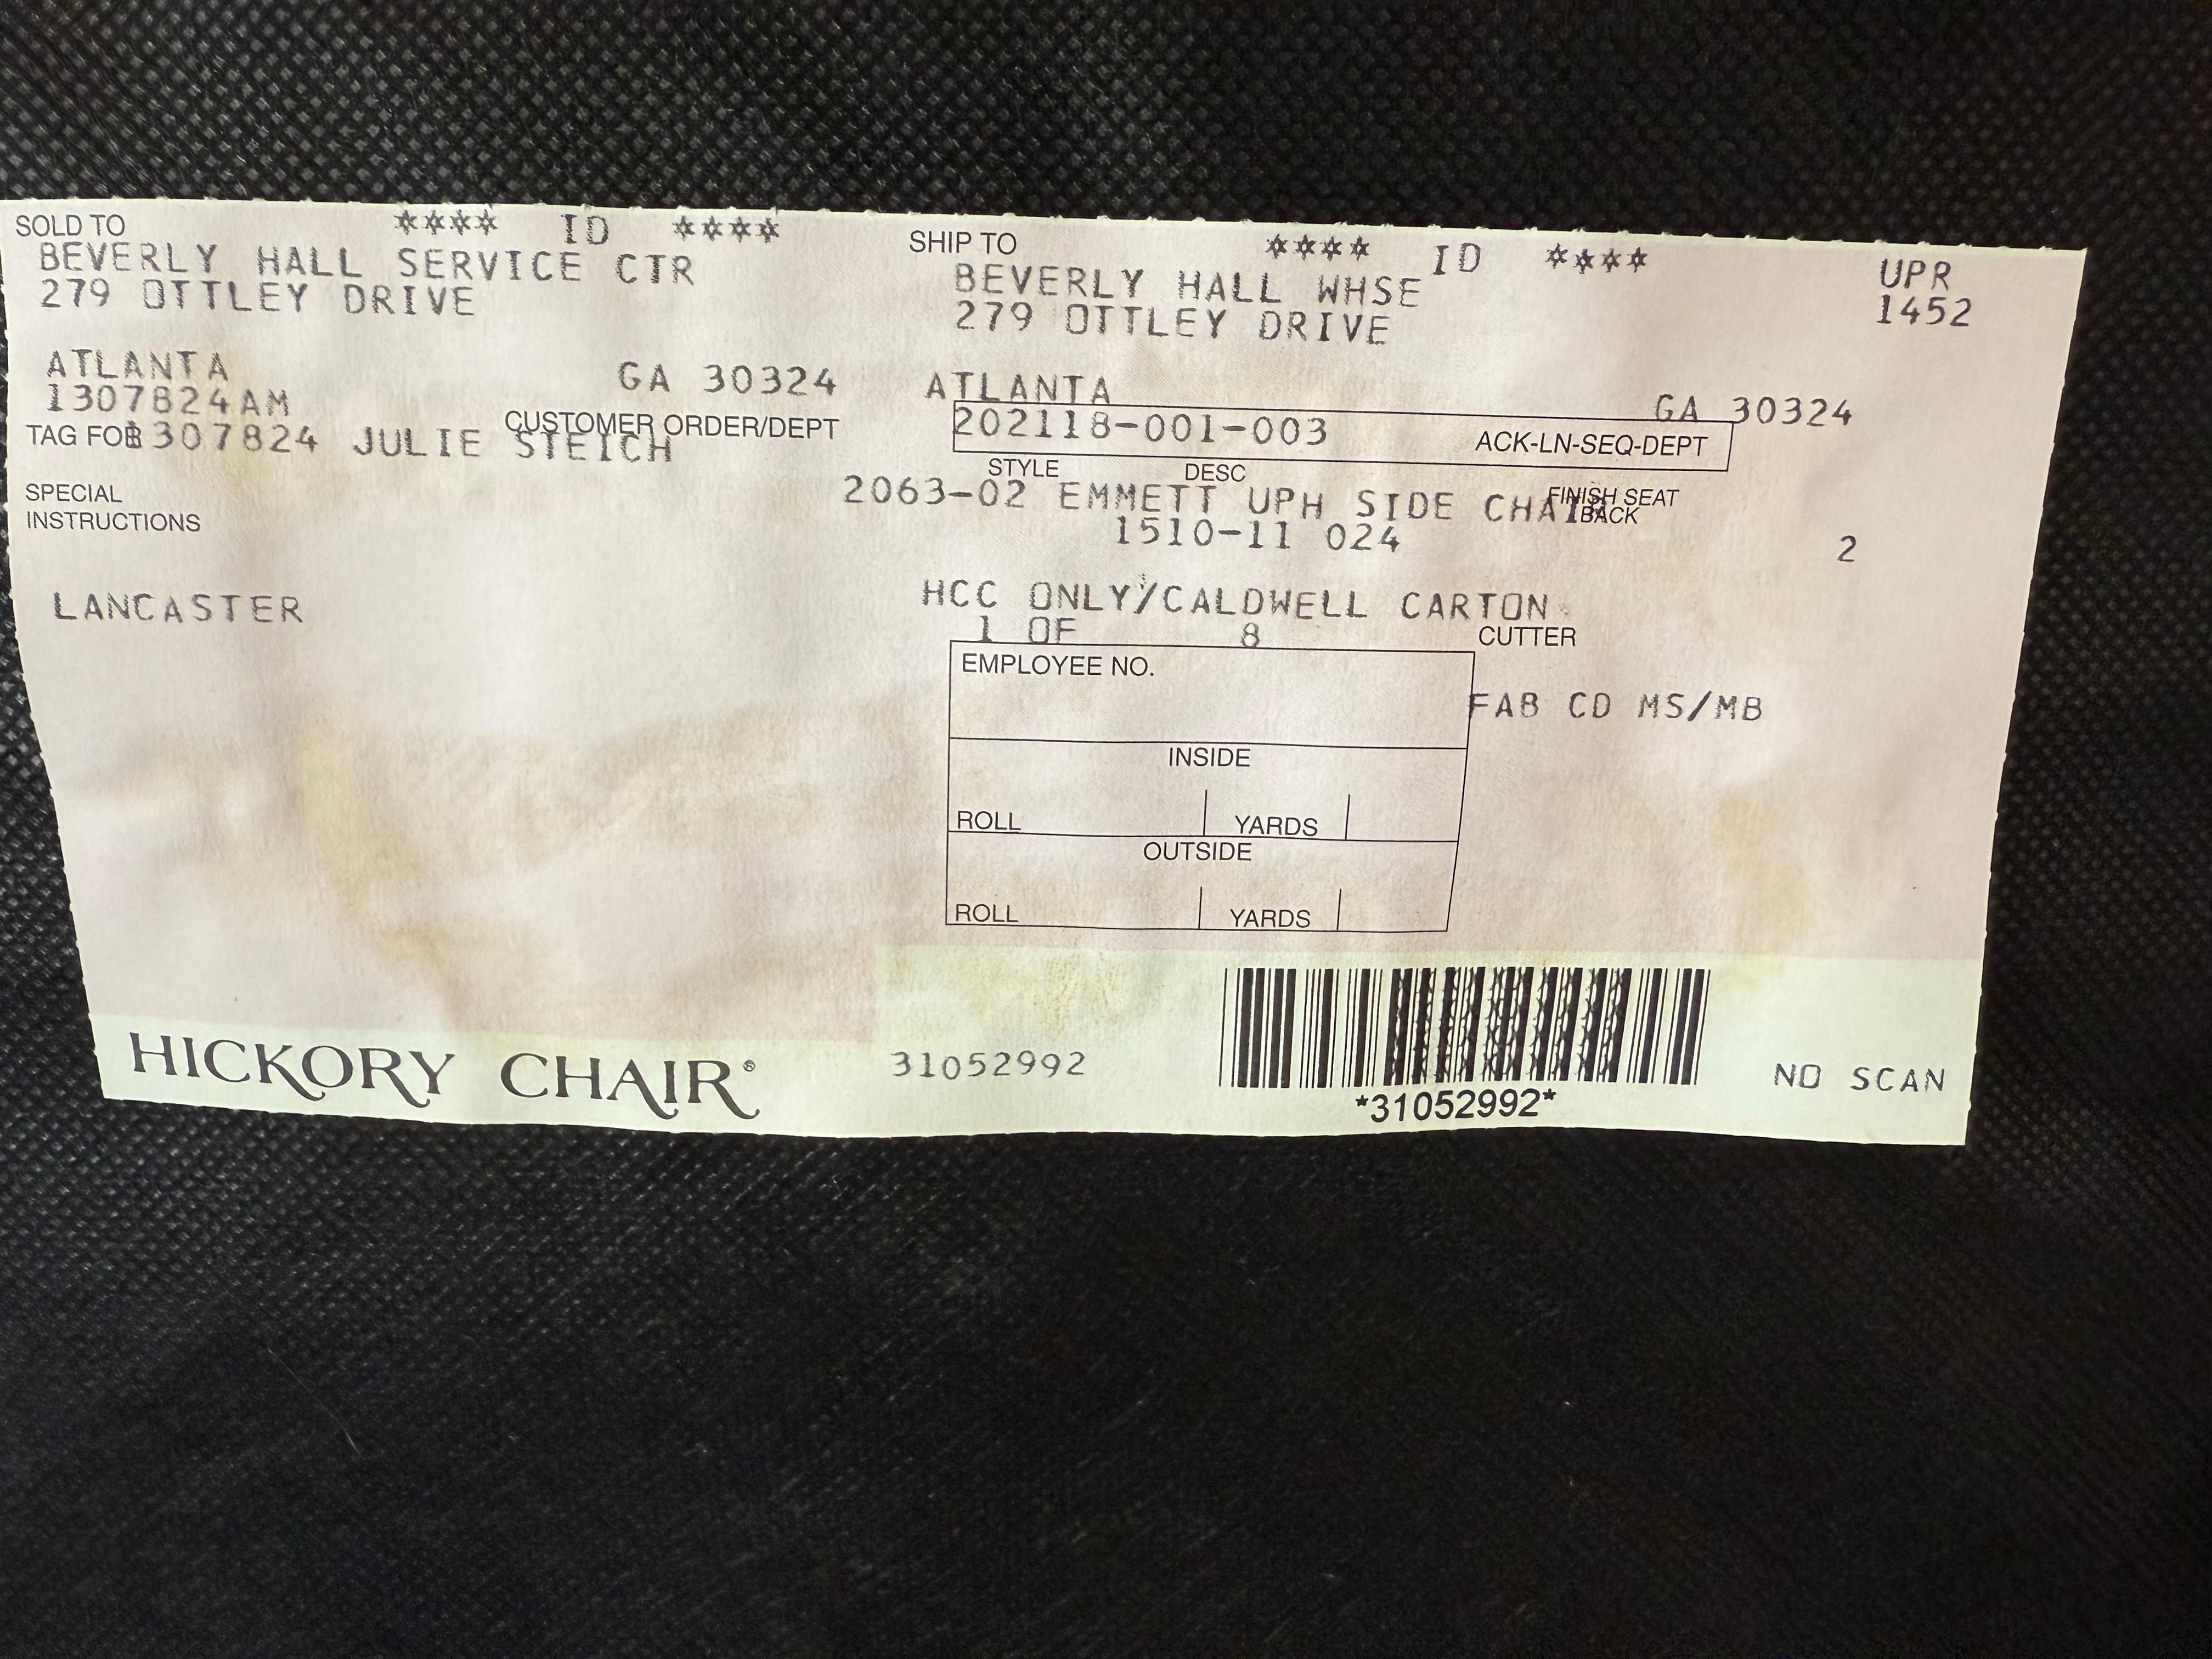 SOLD TO **** ID ****
BEVERLY HALL SERVICE CTR
279 OTTLEY DRIVE
ATLANTA GA 30324
1307824AM
CUSTOMER ORDER/DEPT
TAG FOR 1307824 JULIE STEICH
SPECIAL
INSTRUCTIONS
LANCASTER
SHIP TO **** ID ****
BEVERLY HALL WHSE
279 OTTLEY DRIVE
UPR
1452
ATLANTA GA 30324
202118-001-003 ACK-LN-SEQ-DEPT
STYLE DESC
FINISH SEAT
BACK
2063-02 EMMETT UPH SIDE CHAIR
1510-11 024 2
HCC ONLY/CALDWELL CARTON
1 OF 8
CUTTER
EMPLOYEE NO.
FAB CD MS/MB
INSIDE
ROLL YARDS
OUTSIDE
ROLL YARDS
HICKORY CHAIR®
31052992
*31052992*
NO SCAN